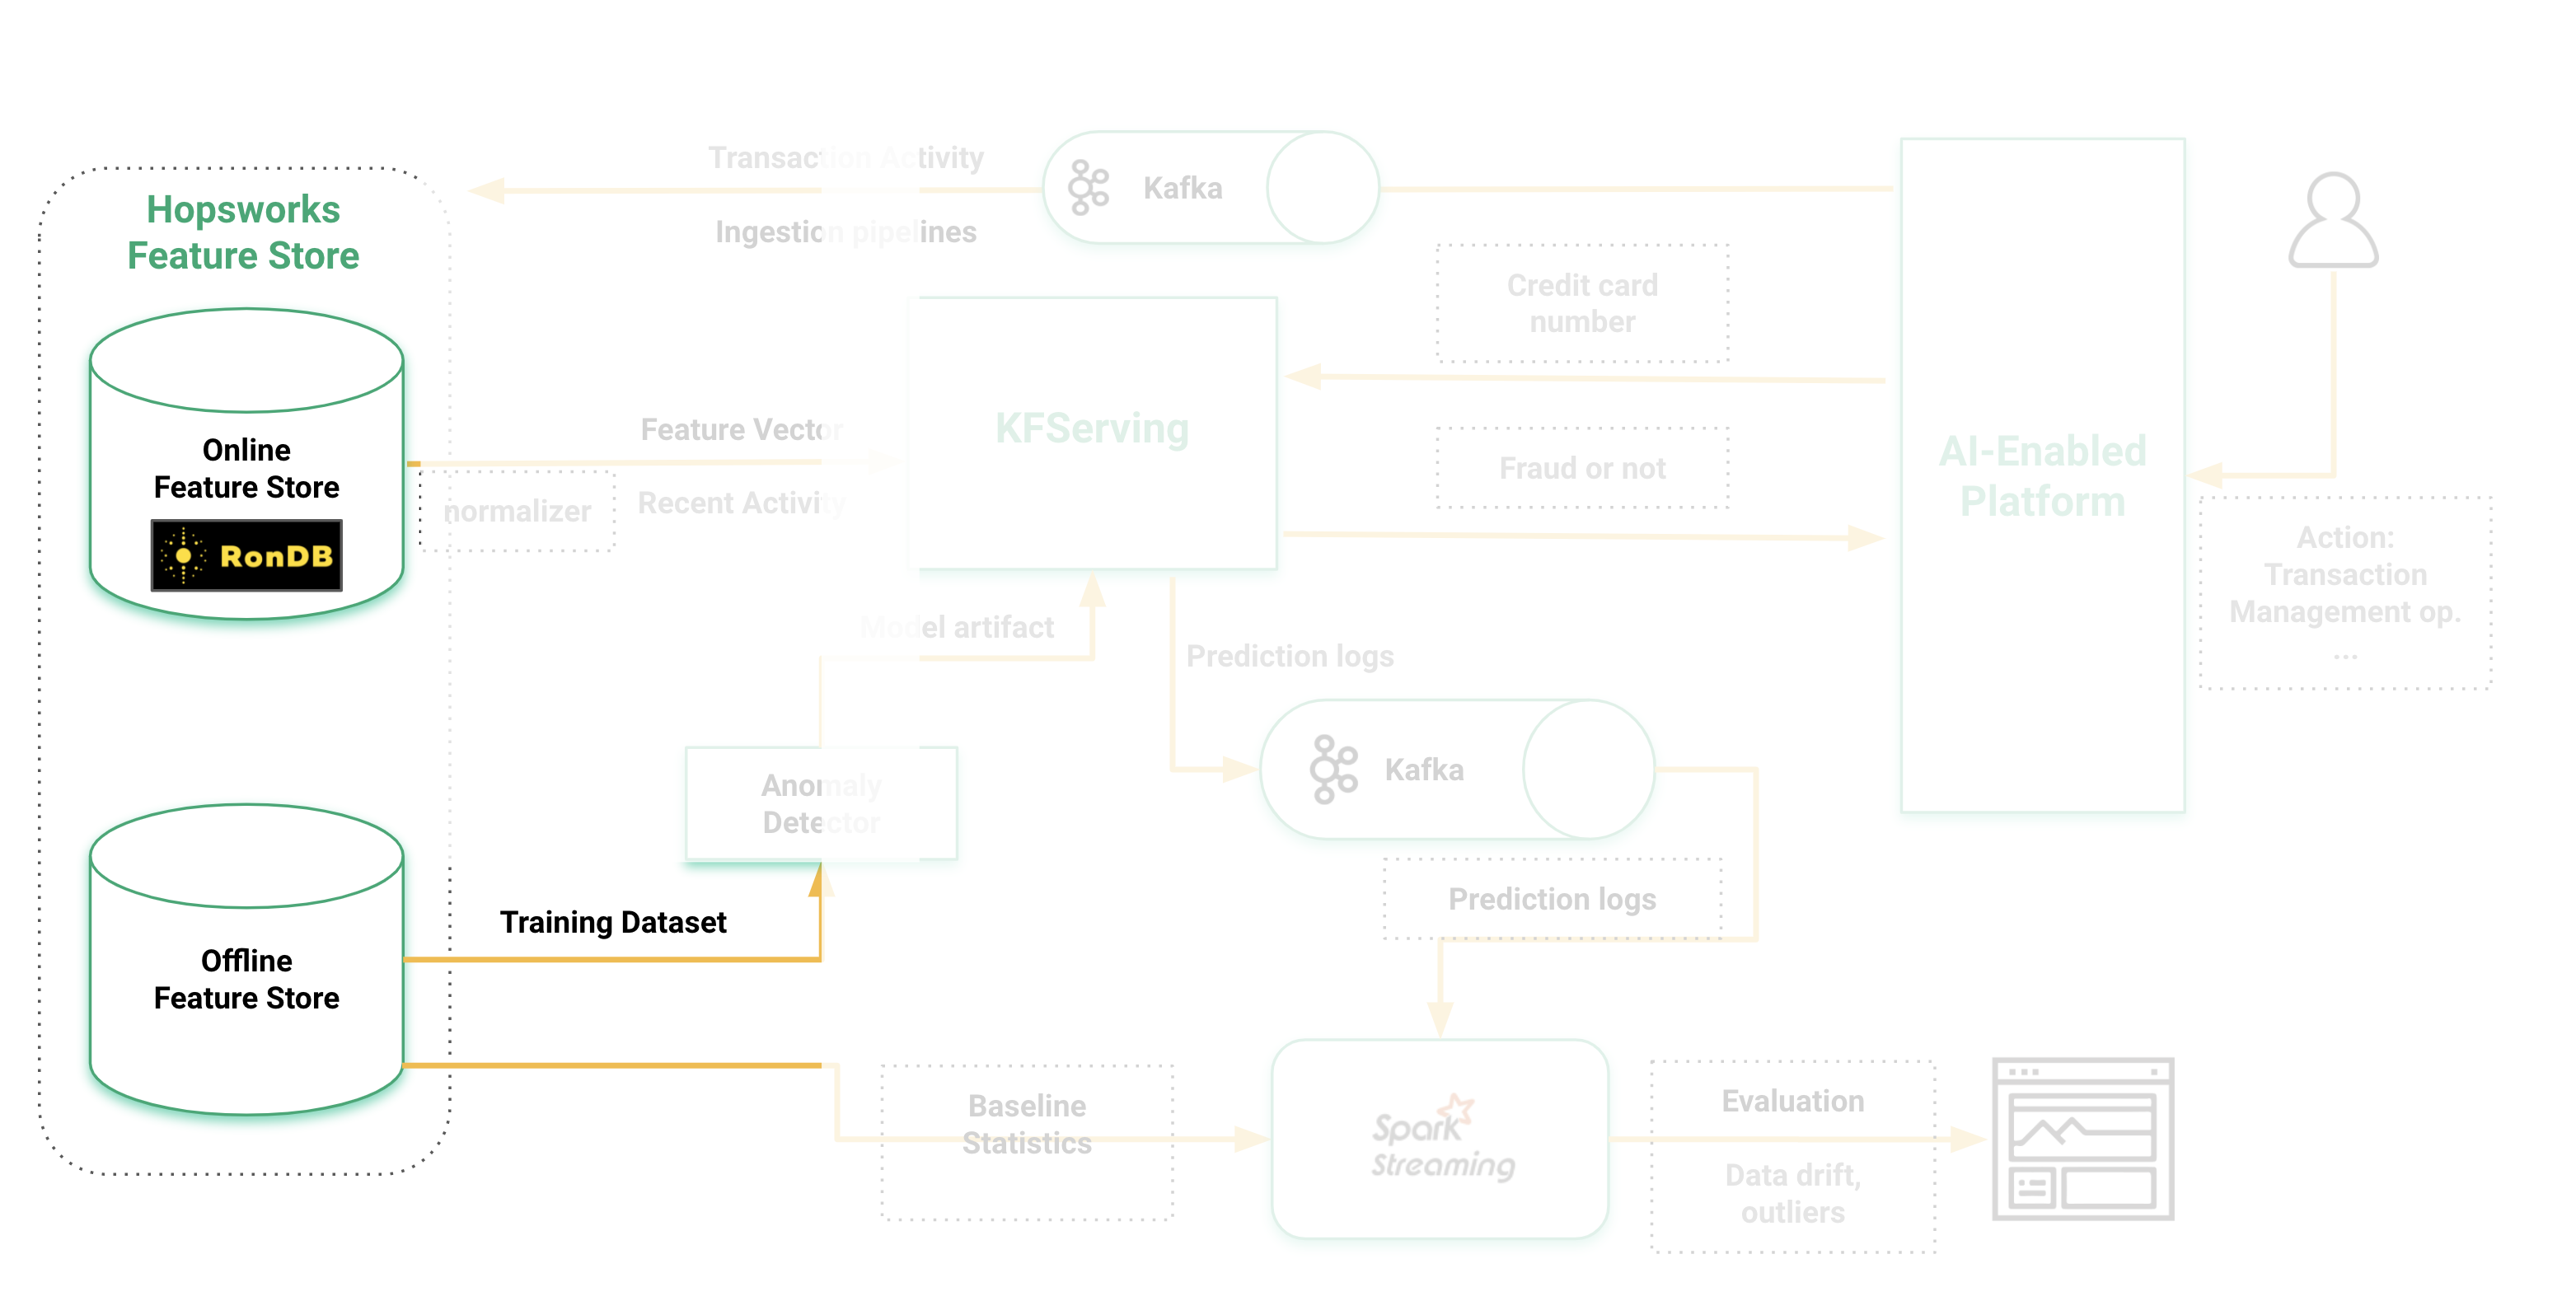 Transaction Activity
Ingestion pipelines
Kafka
Hopsworks
Feature Store
Online
Feature Store
RonDB
Feature Vector
normalizer
Recent Activity
KFServing
Credit card
number
Fraud or not
AI-Enabled
Platform
Action:
Transaction
Management op.
...
Model artifact
Prediction logs
Kafka
Prediction logs
Anomaly
Detector
Training Dataset
Offline
Feature Store
Baseline
Statistics
Spark
Streaming
Evaluation
Data drift,
outliers